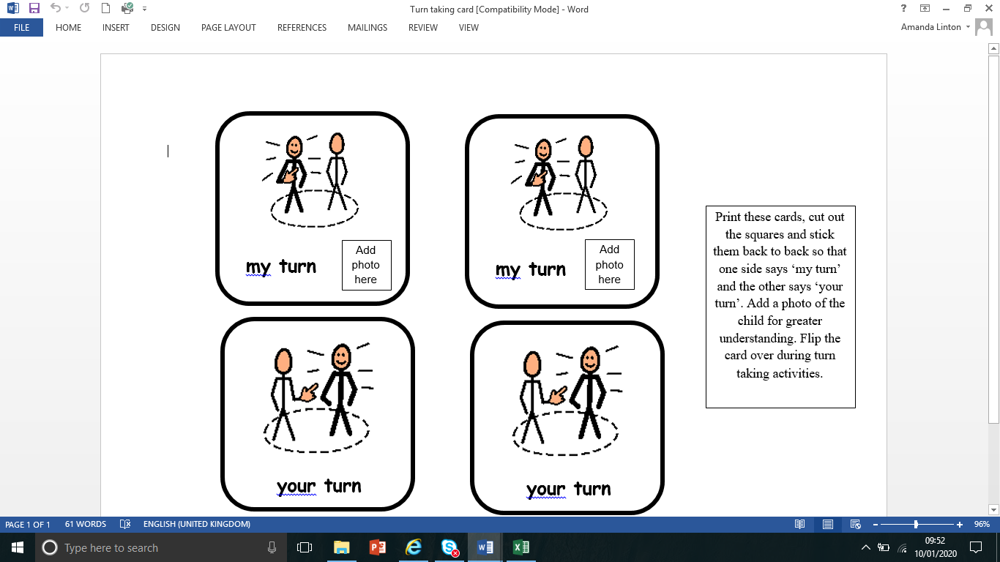 Turn taking card [Compatibility Mode] - Word
?
FILE HOME INSERT DESIGN PAGE LAYOUT REFERENCES MAILINGS REVIEW VIEW
Amanda Linton
my turn
Add
photo
here
my turn
Add
photo
here
Print these cards, cut out
the squares and stick
them back to back so that
one side says ‘my turn’
and the other says ‘your
turn’. Add a photo of the
child for greater
understanding. Flip the
card over during turn
taking activities.
your turn
your turn
PAGE 1 OF 1 61 WORDS ENGLISH (UNITED KINGDOM)
96%
Type here to search
09:52
10/01/2020